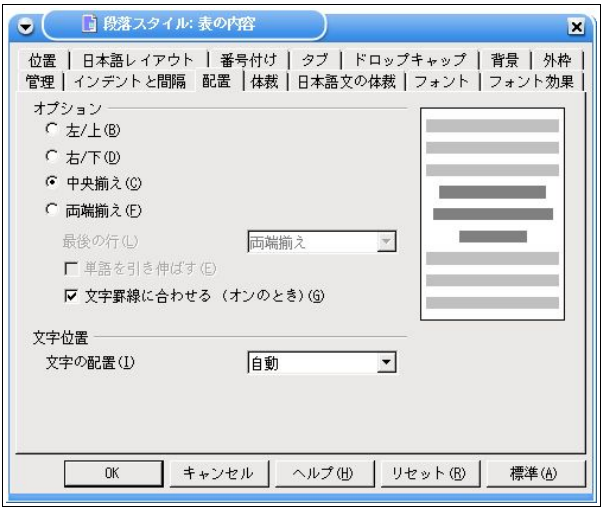 段落スタイル: 表の内容
位置 日本語レイアウト 番号付け タブ ドロップキャップ 背景 外枠
管理 インデントと間隔 配置 体裁 日本語文の体裁 フォント フォント効果
オプション
左/上(B)
右/下(D)
中央揃え(C)
両端揃え(F)
最後の行(L) 両端揃え
単語を引き伸ばす(E)
文字罫線に合わせる (オンのとき)(G)
文字位置
文字の配置(I) 自動
OK キャンセル ヘルプ(H) リセット(R) 標準(A)